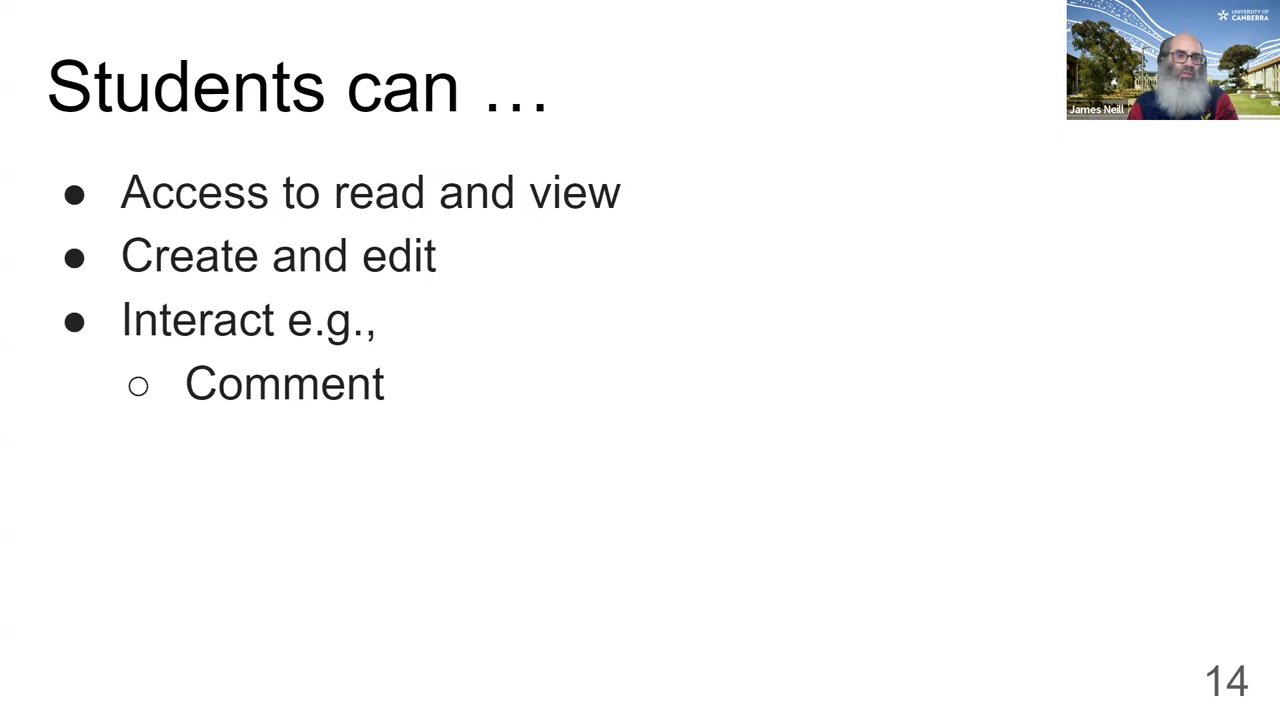 Students can …
● Access to read and view
● Create and edit
● Interact e.g.,
○ Comment
UNIVERSITY OF
CANBERRA
James Neill
14